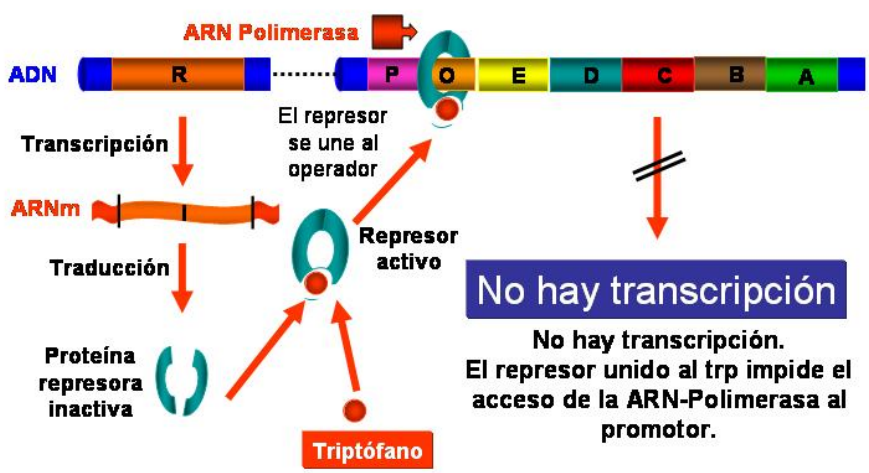 ARN Polimerasa
ADN
R
P
O
E
D
C
B
A
Transcripción
El represor
se une al
operador
ARNm
I
Represor
activo
Traducción
No hay transcripción
Proteína
represora
inactiva
No hay transcripción.
El represor unido al trp impide el
acceso de la ARN-Polimerasa al
promotor.
Triptófano